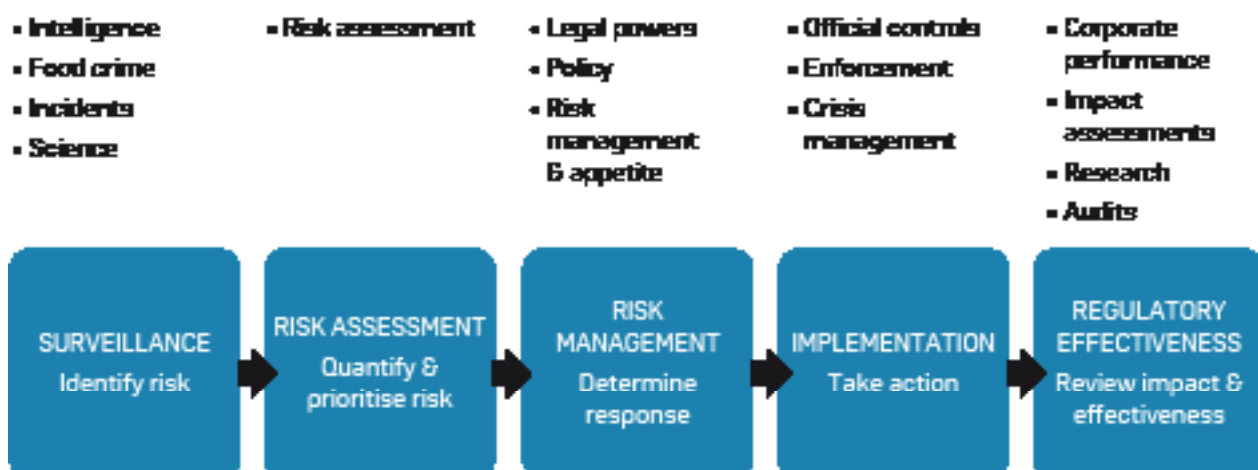 ▪ Intelligence
▪ Food crime
▪ Incidents
▪ Science
▪ Risk assessment
▪ Legal powers
▪ Policy
▪ Risk
management
& appetite
▪ Official controls
▪ Enforcement
▪ Crisis
management
▪ Corporate
performance
▪ Impact
assessments
▪ Research
▪ Audits
SURVEILLANCE
Identify risk
RISK ASSESSMENT
Quantify &
prioritise risk
RISK
MANAGEMENT
Determine
response
IMPLEMENTATION
Take action
REGULATORY
EFFECTIVENESS
Review impact &
effectiveness